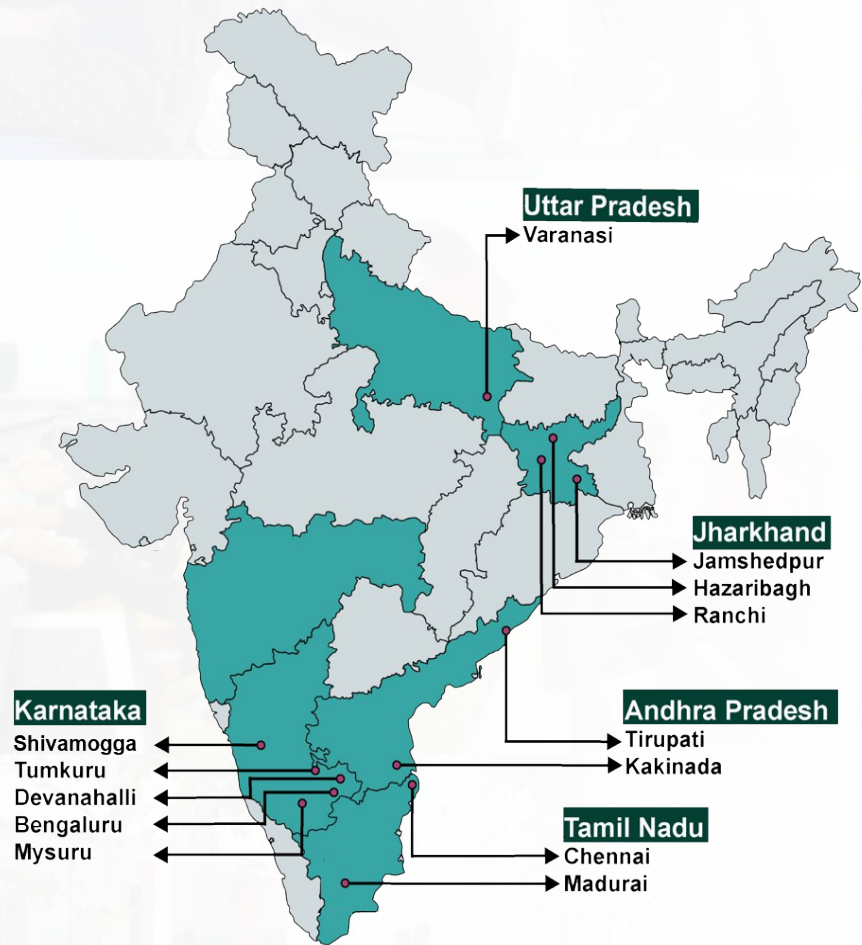 Uttar Pradesh
Varanasi
Jharkhand
Jamshedpur
Hazaribagh
Ranchi
Karnataka
Shivamogga
Tumkuru
Devanahalli
Bengaluru
Mysuru
Andhra Pradesh
Tirupati
Kakinada
Tamil Nadu
Chennai
Madurai